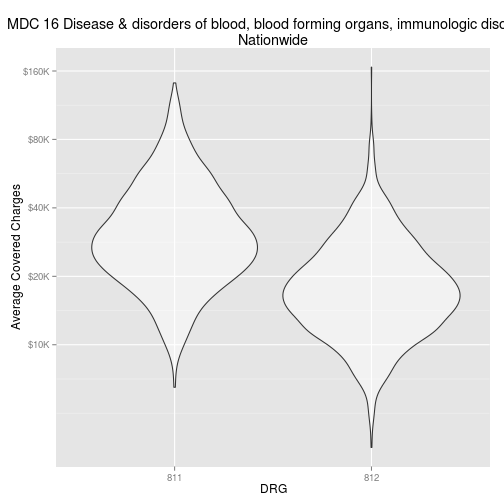 MDC 16 Disease & disorders of blood, blood forming organs, immunologic
Nationwide
$160K
$80K
$40K
$20K
$10K
Average Covered Charges
811
812
DRG